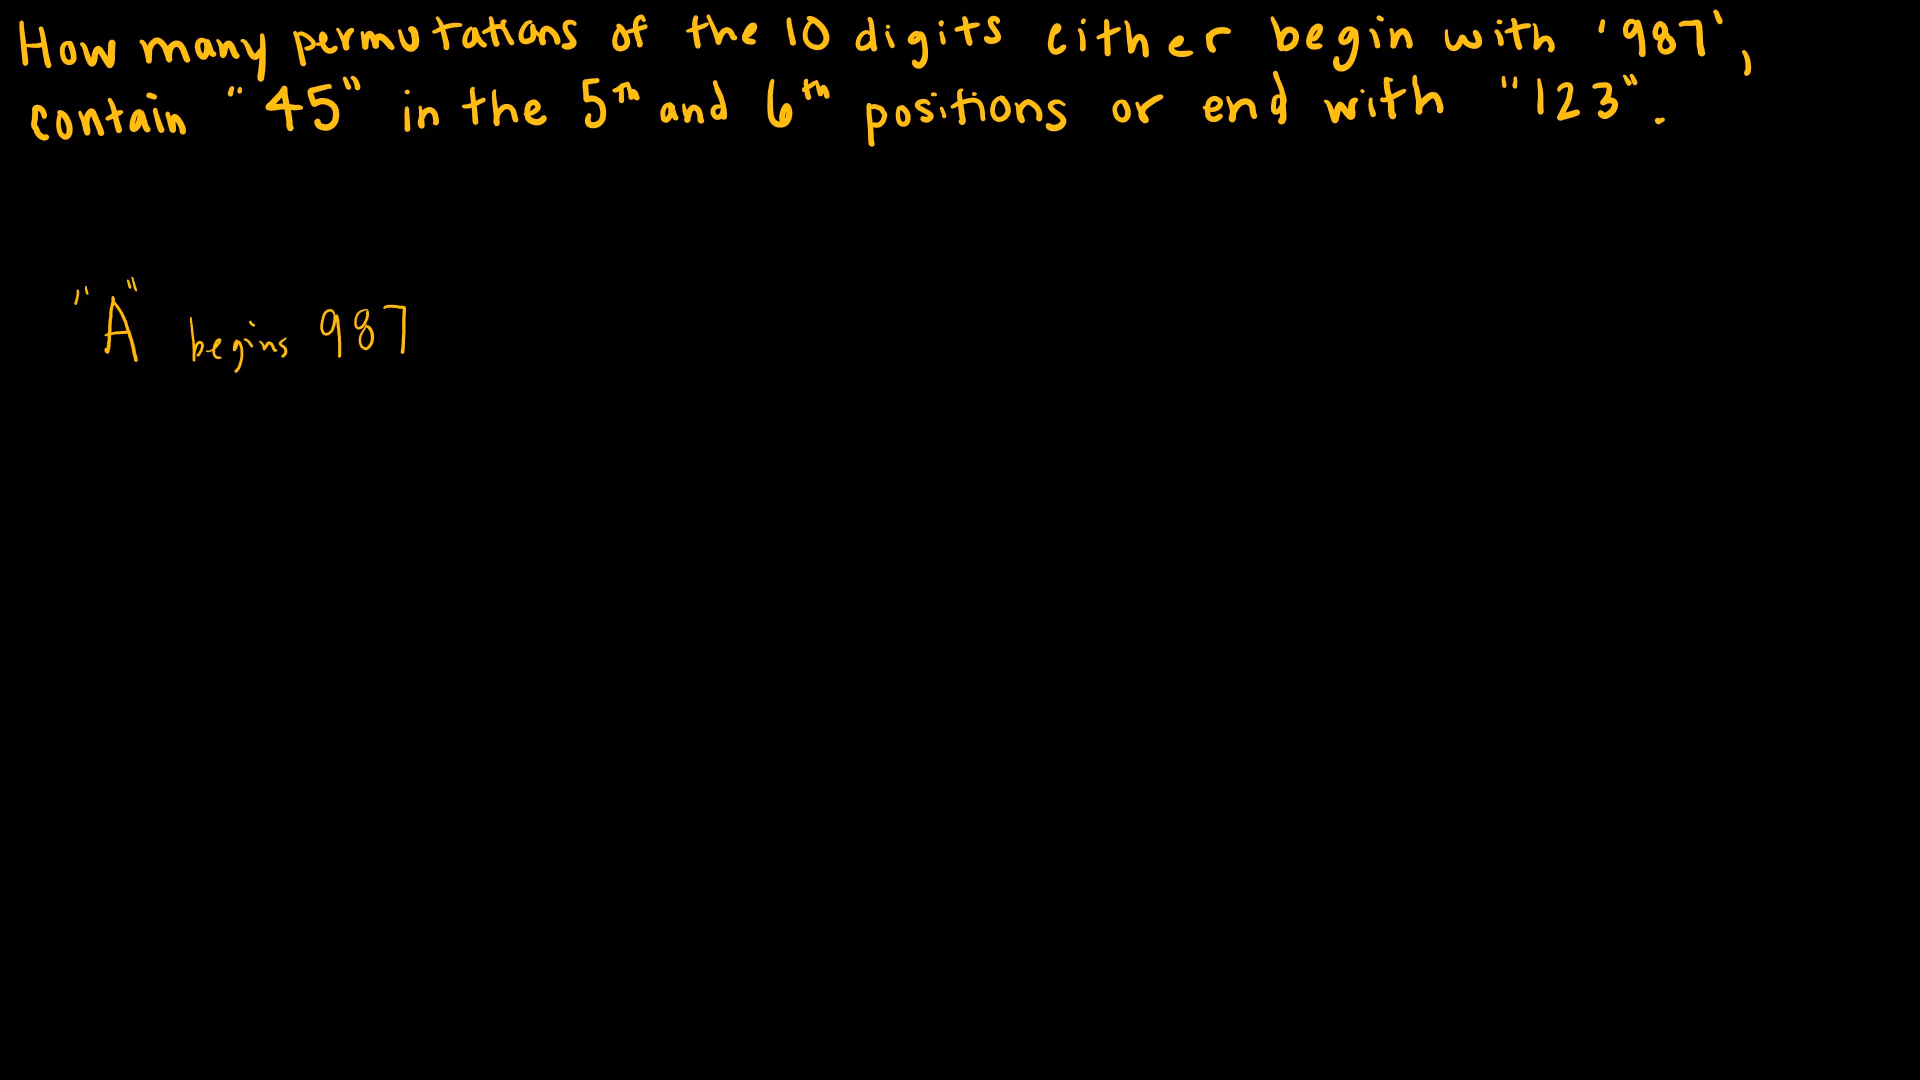 How many permutations of the 10 digits either begin with '987',
contain "45" in the 5th and 6th positions or end with "123".
"A" begins 987